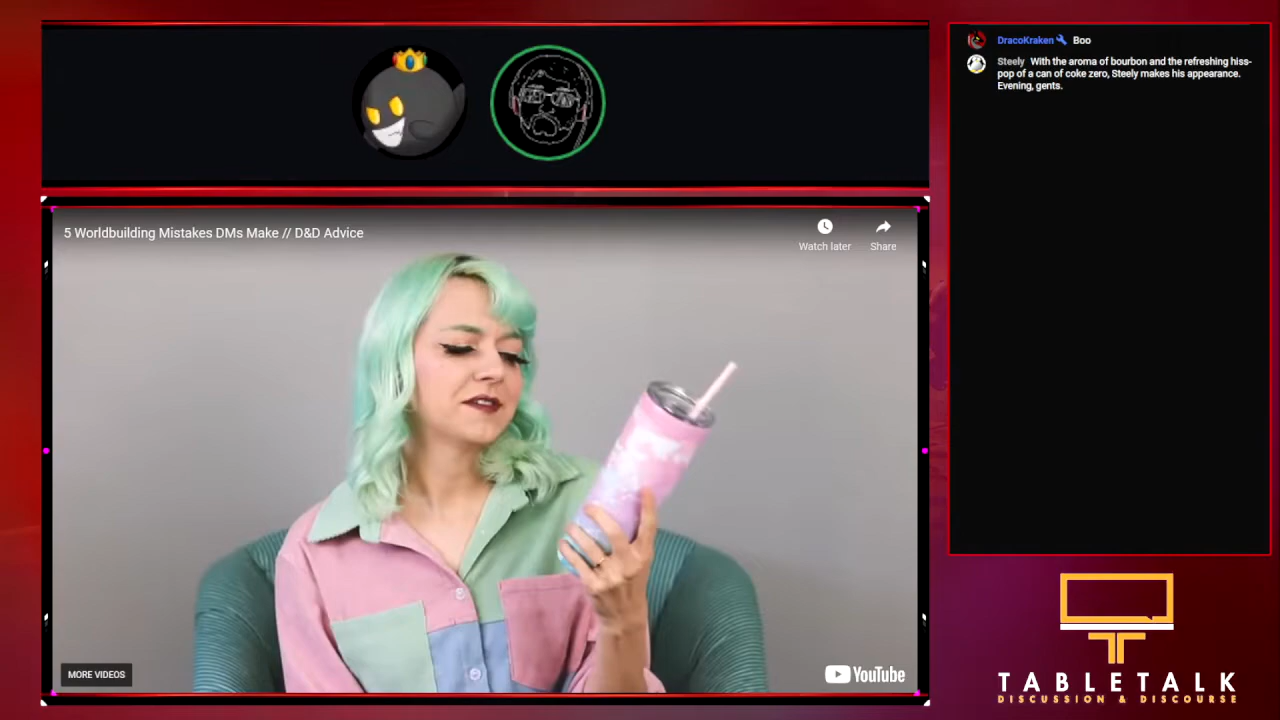 DracoKraken Boo
Steely With the aroma of bourbon and the refreshing hiss-
pop of a can of coke zero, Steely makes his appearance.
Evening, gents.
5 Worldbuilding Mistakes DMs Make // D&D Advice
Watch later
Share
MORE VIDEOS
YouTube
TABLETALK
DISCUSSION & DISCOURSE